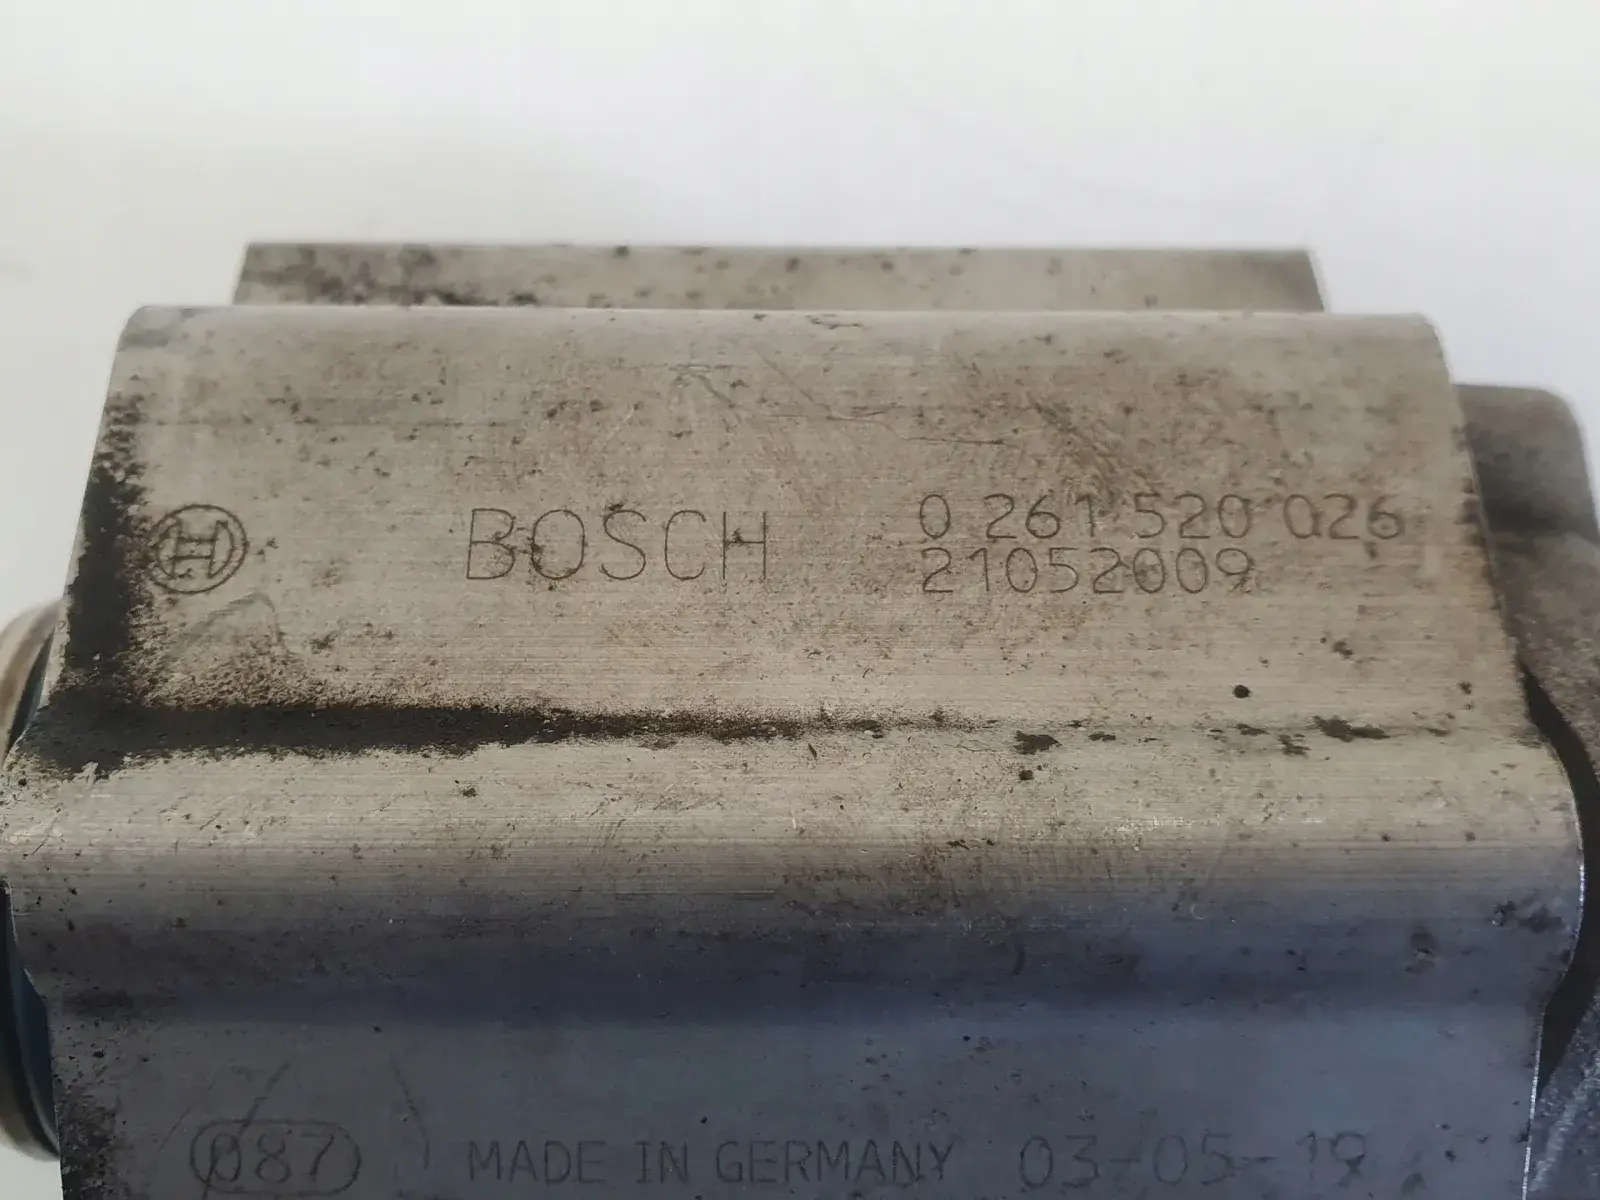 BOSCH 0 261 520 026
21052009
087 MADE IN GERMANY 03-05-19